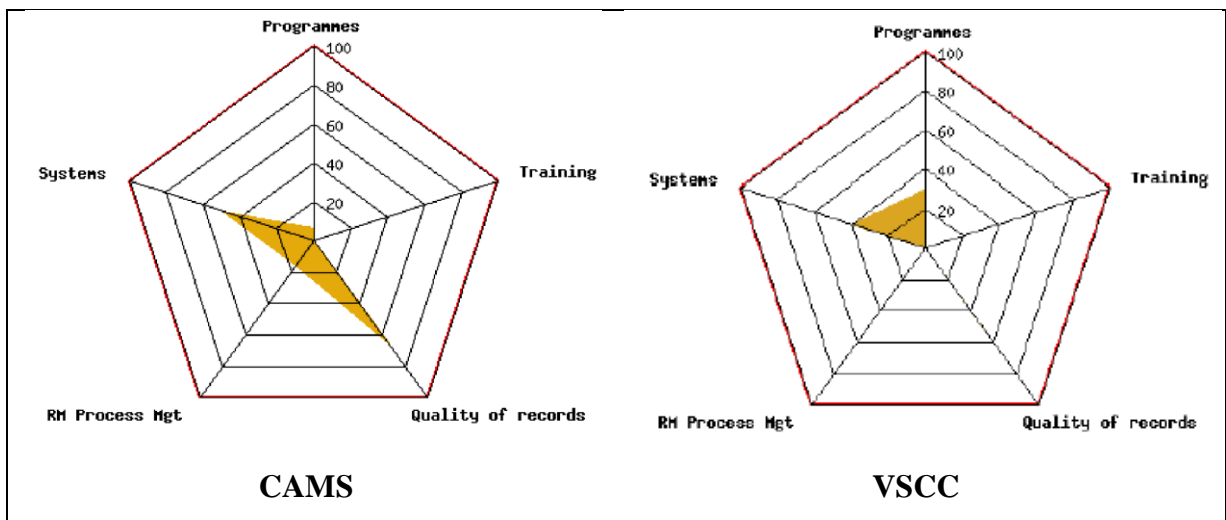 Programmes
100
80
60
40
20
Systems
Training
RM Process Mgt
Quality of records
CAMS
Programmes
100
80
60
40
20
Systems
Training
RM Process Mgt
Quality of records
VSCC